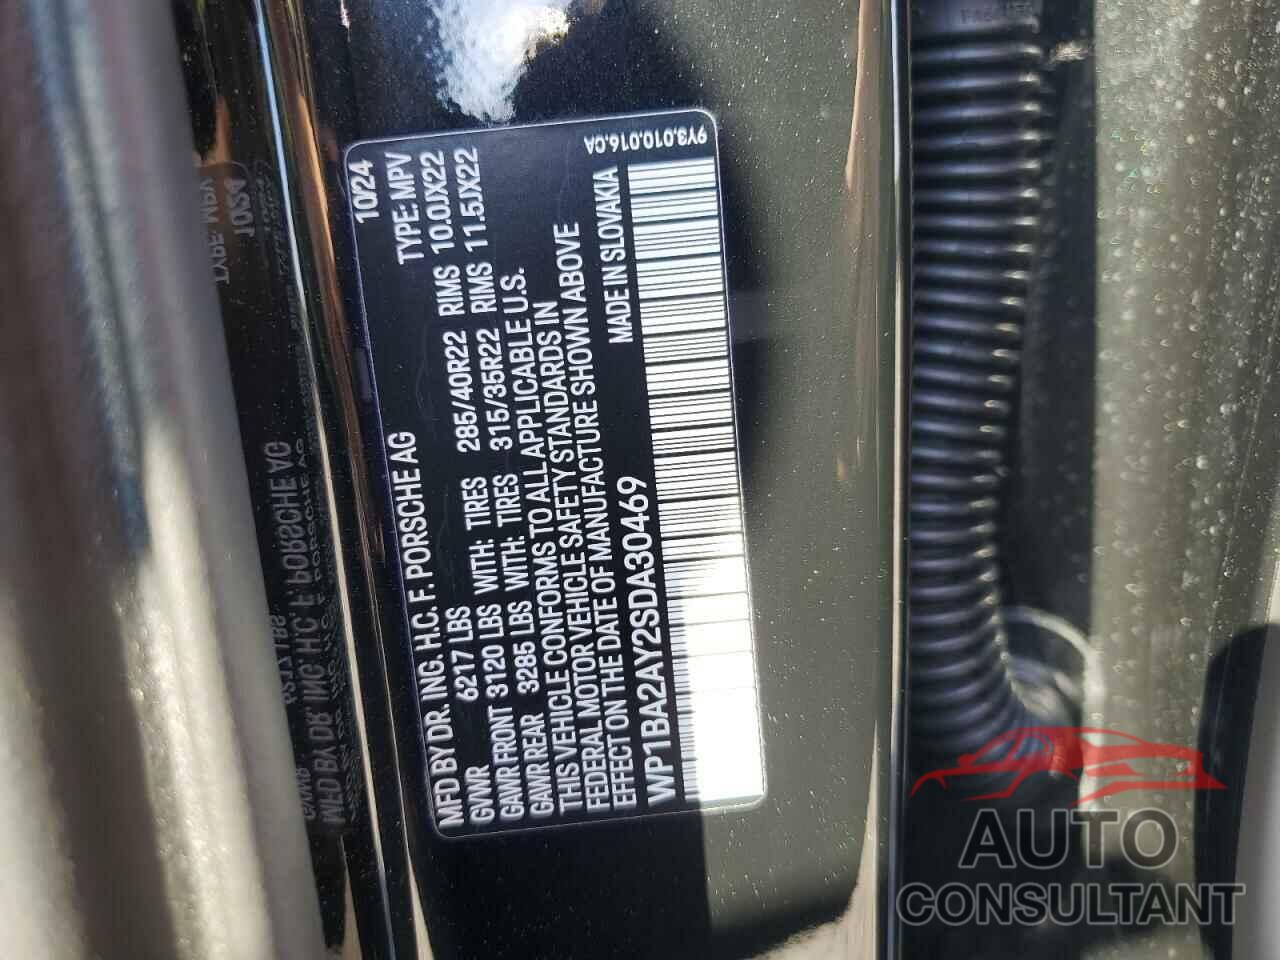 MFD BY DR. ING. H.C. F. PORSCHE AG 10/24
GVWR 6217 LBS TYPE: MPV
GAWR FRONT 3120 LBS WITH: TIRES 285/40R22 RIMS 10.0JX22
GAWR REAR 3285 LBS WITH: TIRES 315/35R22 RIMS 11.5JX22
THIS VEHICLE CONFORMS TO ALL APPLICABLE U.S.
FEDERAL MOTOR VEHICLE SAFETY STANDARDS IN
EFFECT ON THE DATE OF MANUFACTURE SHOWN ABOVE
MADE IN SLOVAKIA
WP1BA2AY2SDA30469
9Y3.010.016.CA
AUTO
CONSULTANT